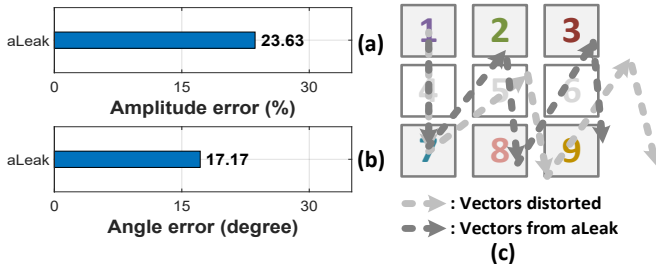 aLeak
23.63
0
15
30
Amplitude error (%)
(a)
aLeak
17.17
0
15
30
Angle error (degree)
(b)
1 2 3
4 5 6
7 8 9
: Vectors distorted
: Vectors from aLeak
(c)